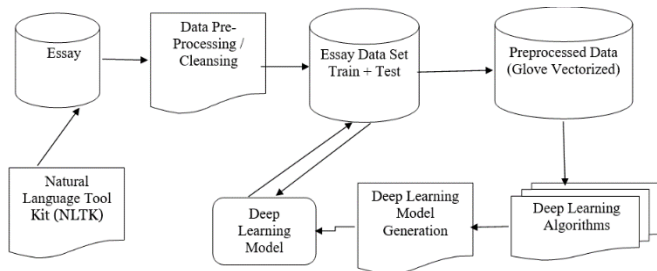 Essay
Data Pre-
Processing /
Cleansing
Essay Data Set
Train + Test
Preprocessed Data
(Glove Vectorized)
Natural
Language Tool
Kit (NLTK)
Deep
Learning
Model
Deep Learning
Model
Generation
Deep Learning
Algorithms